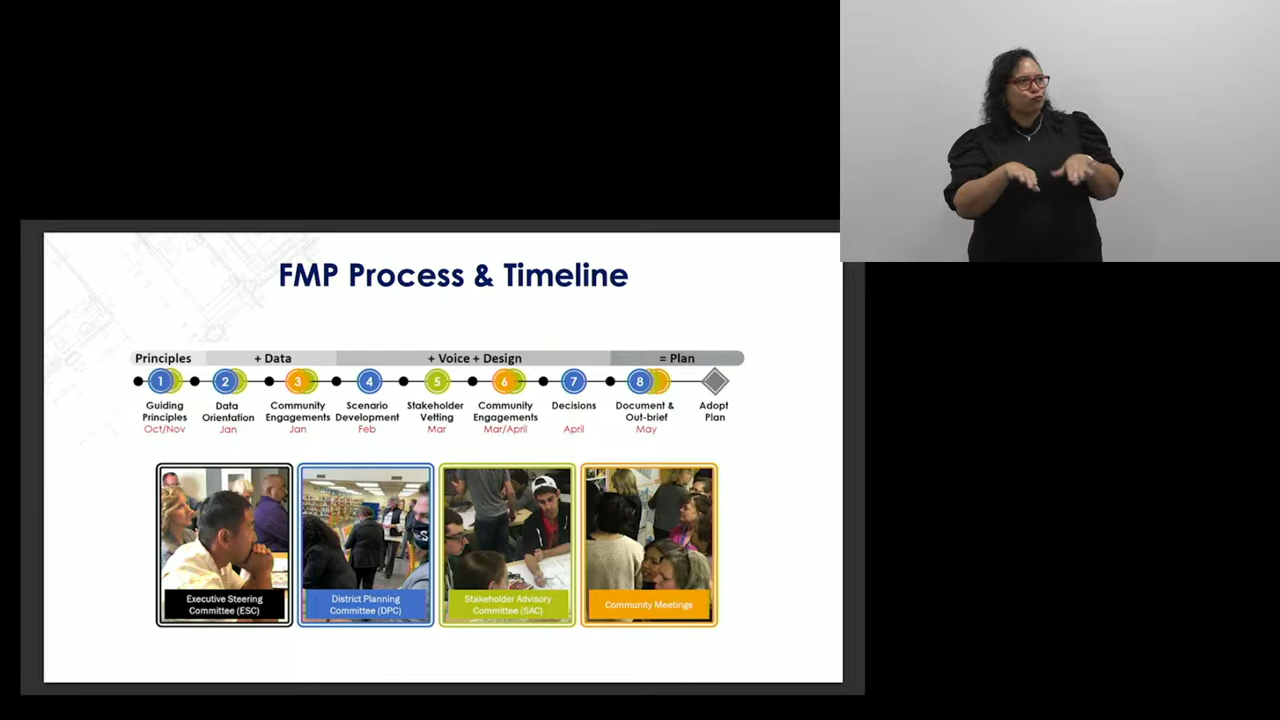 FMP Process & Timeline
Principles
+ Data
+ Voice + Design
= Plan
1
2
3
4
5
6
7
8
Guiding
Principles
Oct/Nov
Data
Orientation
Jan
Community
Engagements
Jan
Scenario
Development
Feb
Stakeholder
Vetting
Mar
Community
Engagements
Mar/April
Decisions
April
Document &
Out-brief
May
Adopt
Plan
Executive Steering
Committee (ESC)
District Planning
Committee (DPC)
Stakeholder Advisory
Committee (SAC)
Community Meetings